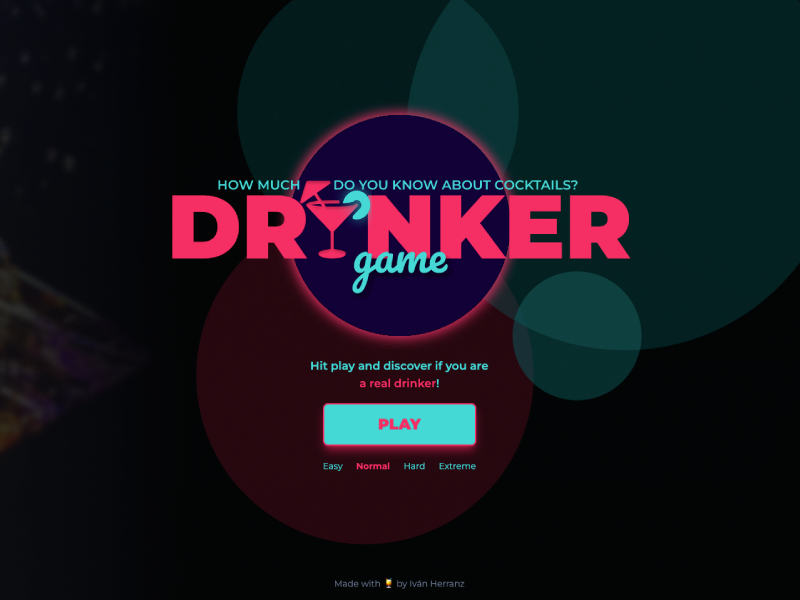 HOW MUCH DO YOU KNOW ABOUT COCKTAILS?
DRINKER
game
Hit play and discover if you are
a real drinker!
PLAY
Easy Normal Hard Extreme
Made with 🍹 by Iván Herranz